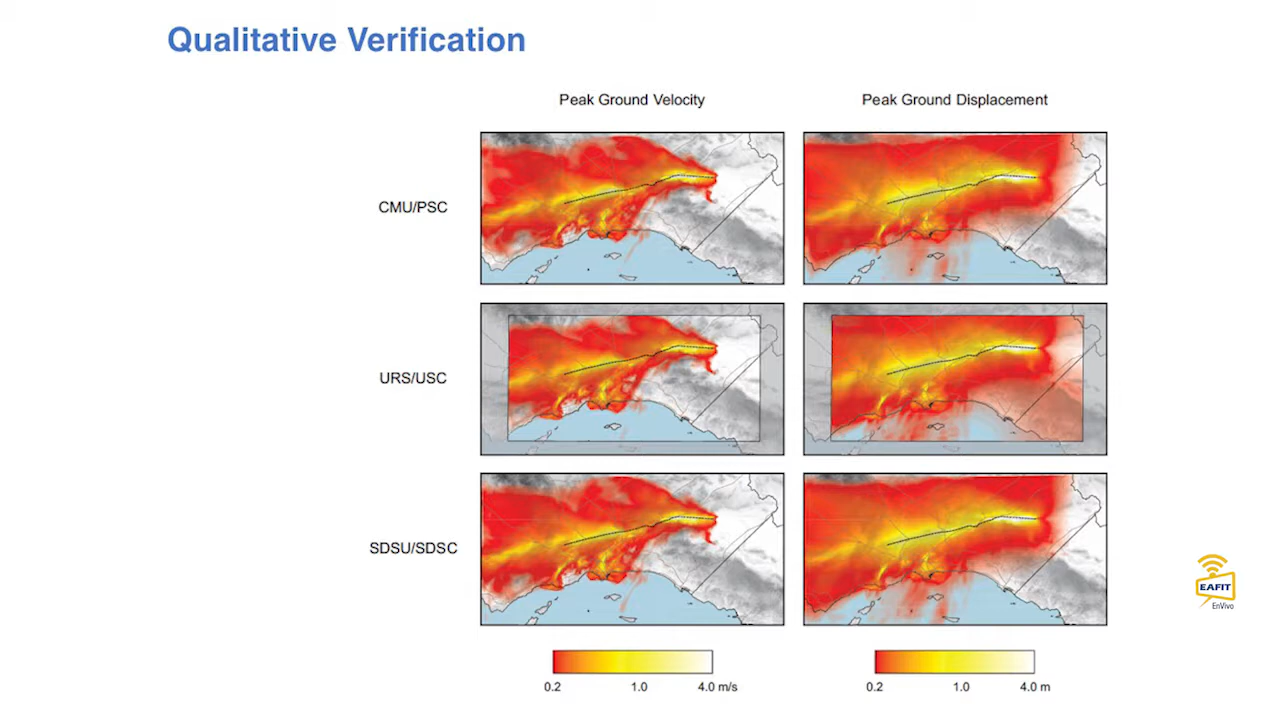 Qualitative Verification
Peak Ground Velocity
Peak Ground Displacement
CMU/PSC
URS/USC
SDSU/SDSC
0.2 1.0 4.0 m/s
0.2 1.0 4.0 m
EAFIT
EnVivo